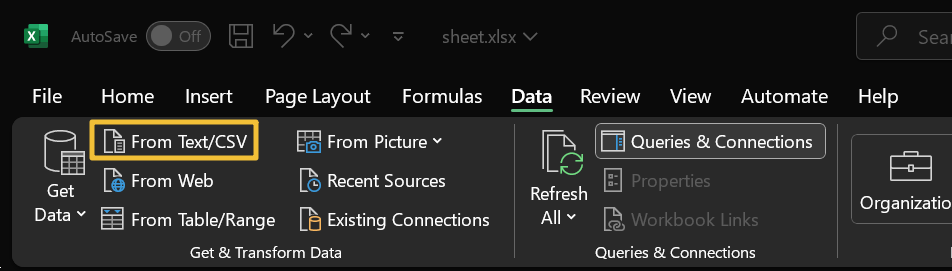 AutoSave Off sheet.xlsx
File Home Insert Page Layout Formulas Data Review View Automate Help
From Text/CSV
From Web
From Table/Range
Get
Data
From Picture
Recent Sources
Existing Connections
Get & Transform Data
Refresh
All
Queries & Connections
Properties
Workbook Links
Queries & Connections